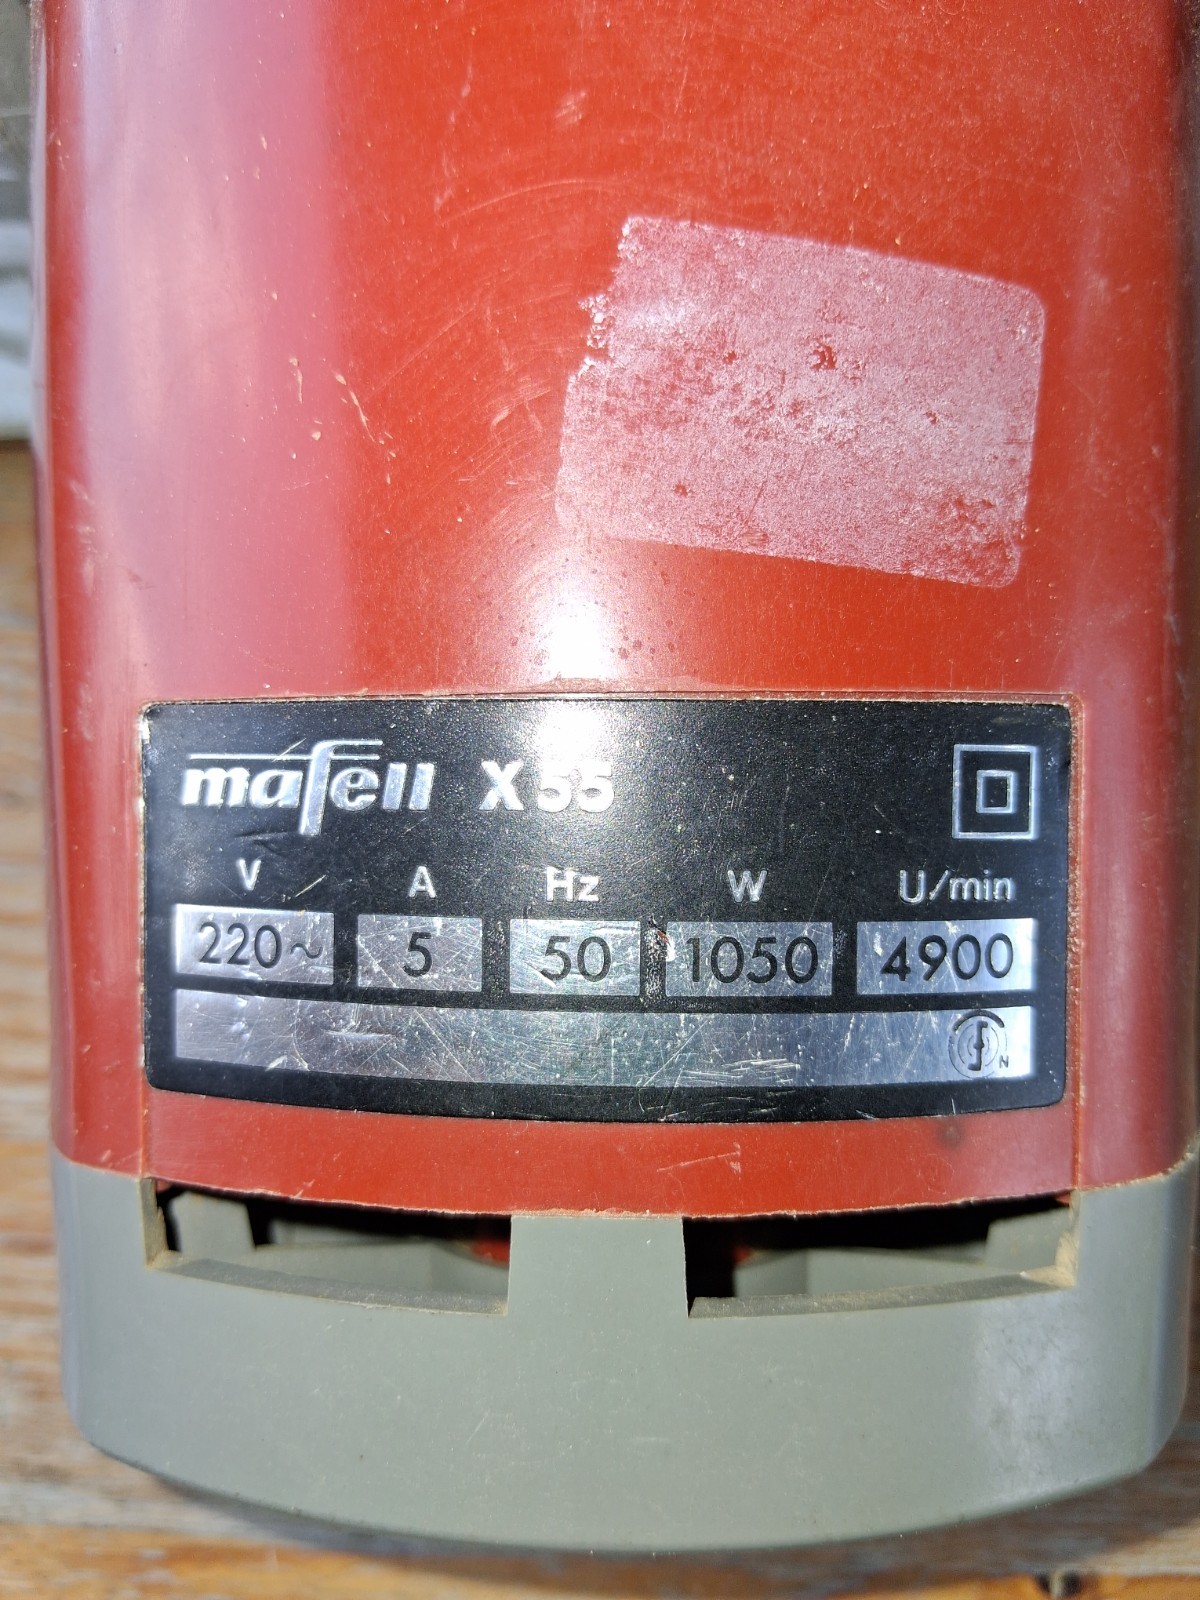 mafell X55
V A Hz W U/min
220~ 5 50 1050 4900
N